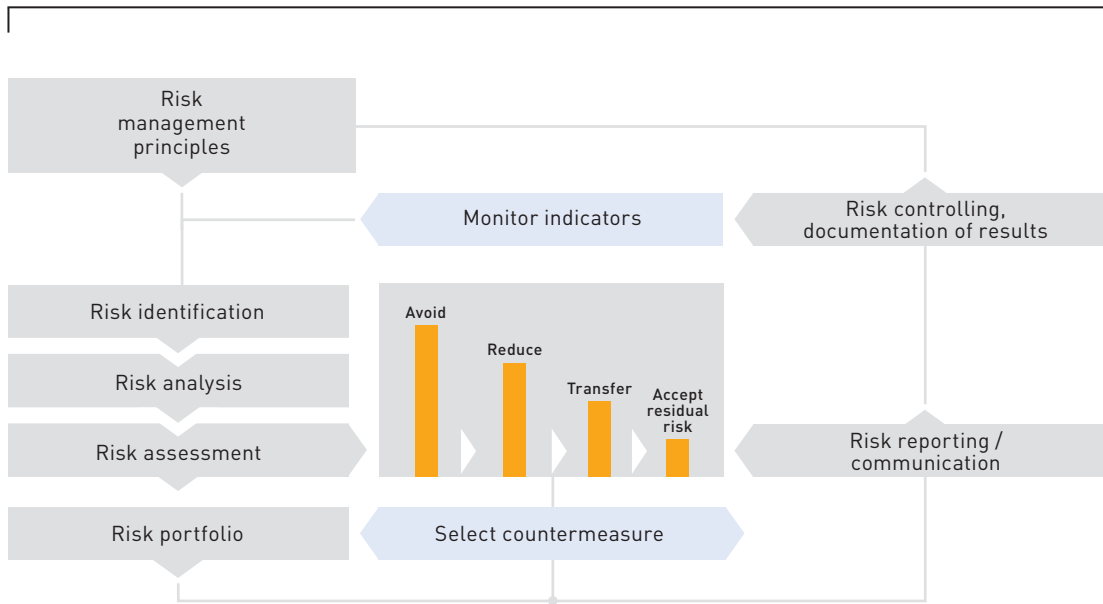 Risk
management
principles
Monitor indicators
Risk controlling,
documentation of results
Risk identification
Risk analysis
Risk assessment
Avoid
Reduce
Transfer
Accept
residual
risk
Risk reporting /
communication
Risk portfolio
Select countermeasure